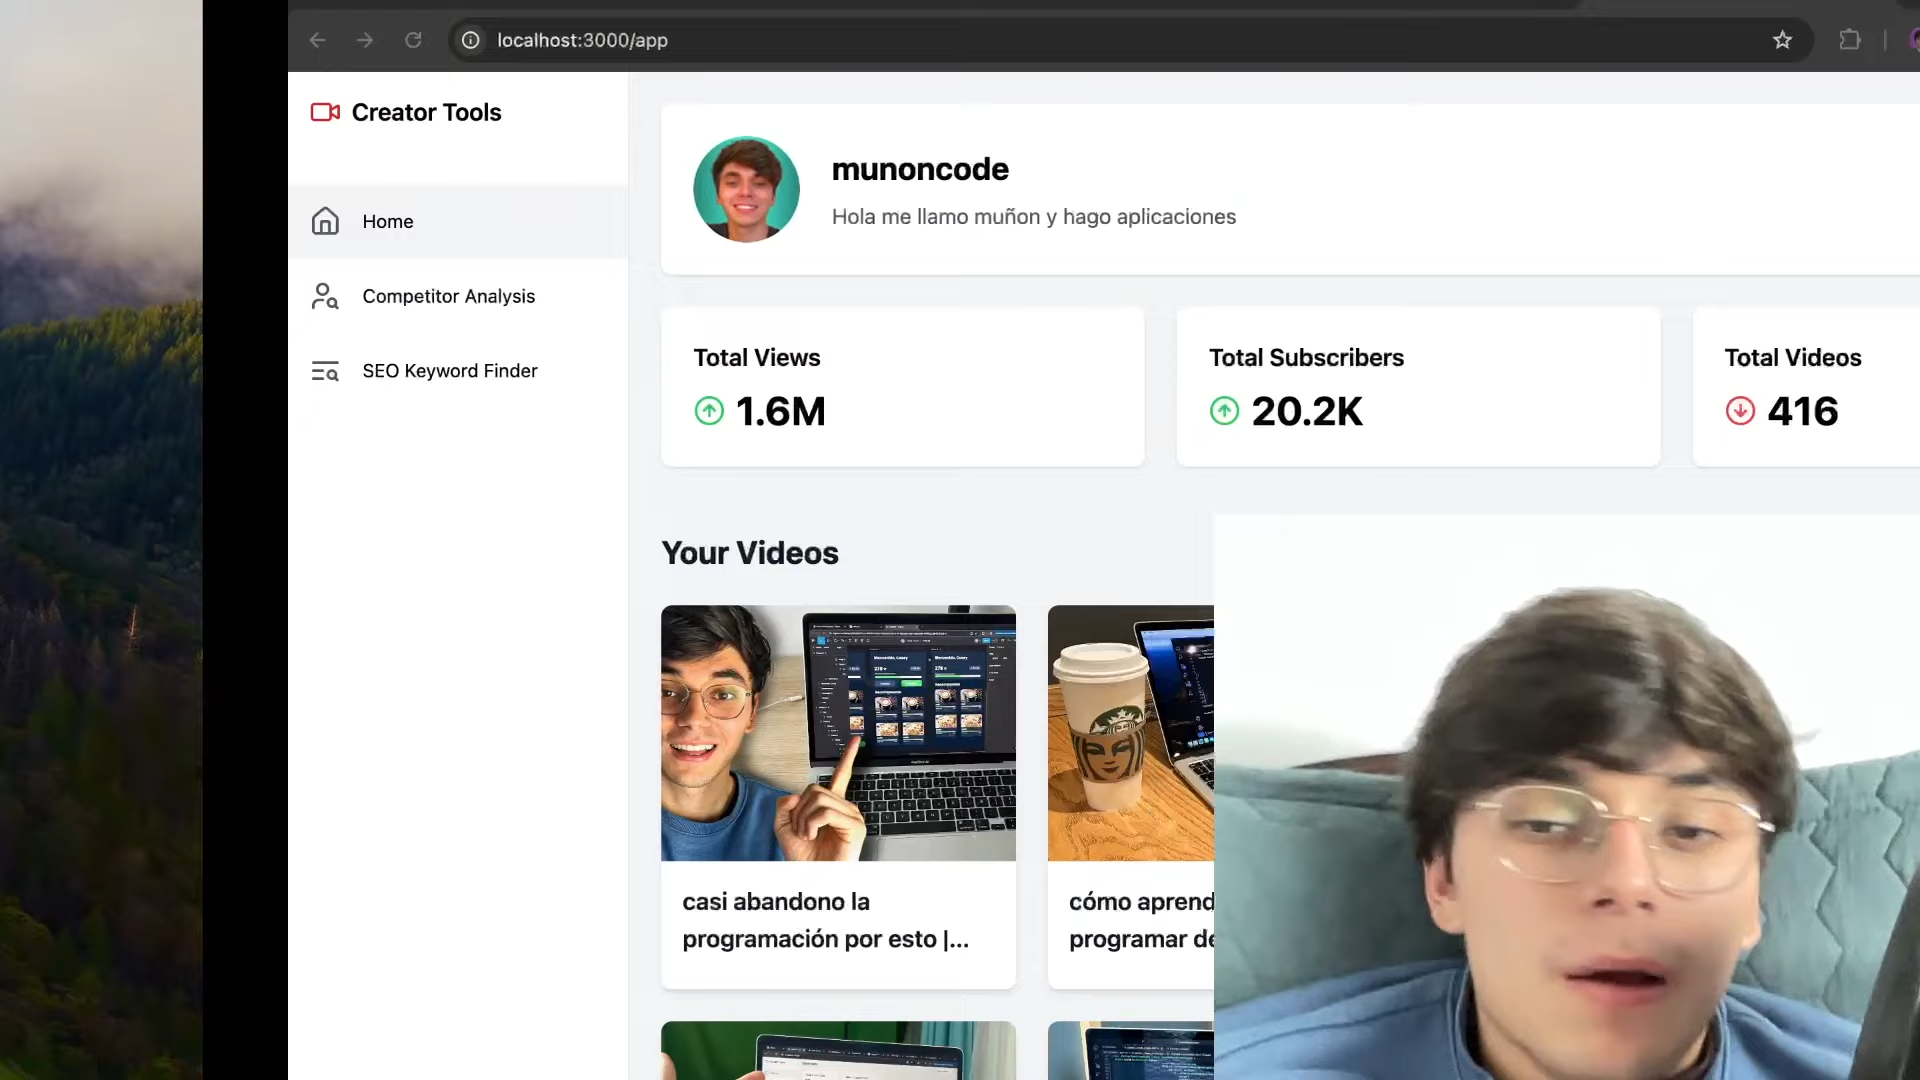 localhost:3000/app
Creator Tools
Home
Competitor Analysis
SEO Keyword Finder
munoncode
Hola me llamo muñon y hago aplicaciones
Total Views
1.6M
Total Subscribers
20.2K
Total Videos
416
Your Videos
casi abandono la
programación por esto |...
cómo aprend
programar de